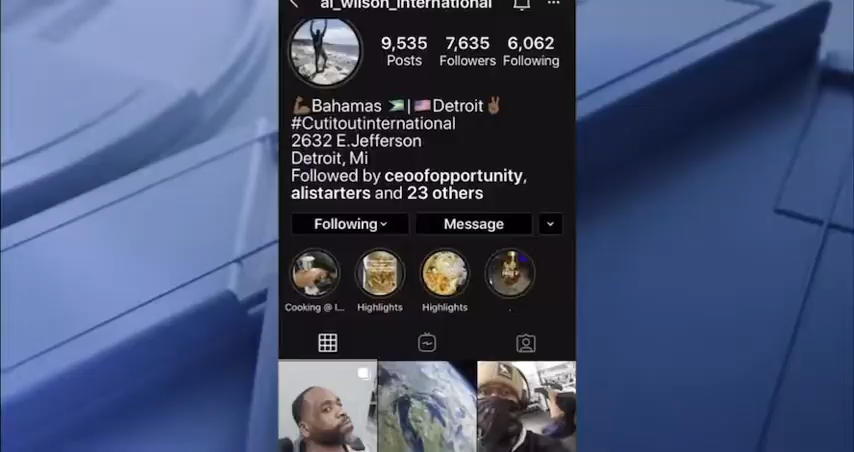 al_wilson_international
9,535 7,635 6,062
Posts Followers Following
Bahamas | Detroit
#Cutitoutinternational
2632 E.Jefferson
Detroit, Mi
Followed by ceoofopportunity,
alistarters and 23 others
Following Message
Cooking @ I... Highlights Highlights .